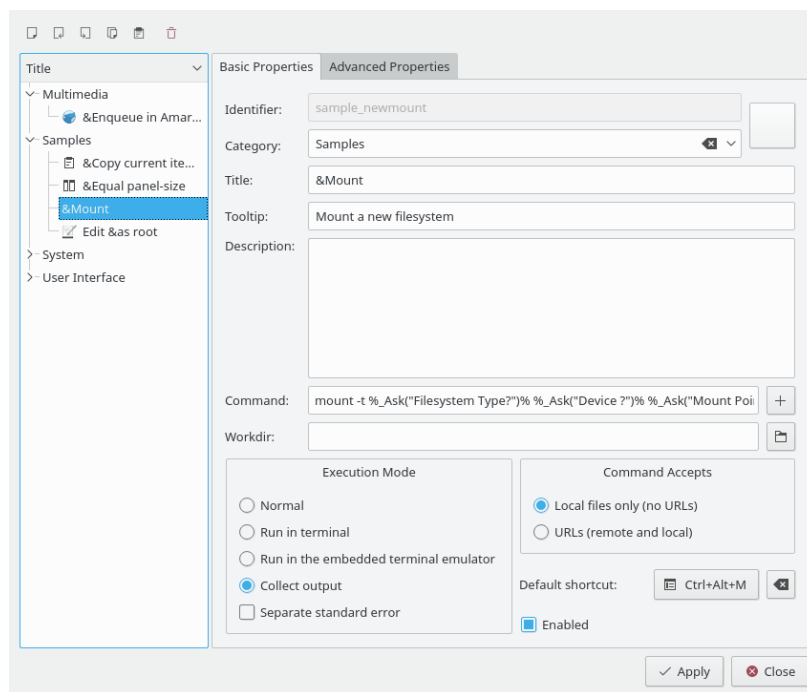 Title
Basic Properties
Advanced Properties
Multimedia
&Enqueue in Amar...
Samples
&Copy current ite...
&Equal panel-size
&Mount
Edit &as root
System
User Interface
Identifier:
sample_newmount
Category:
Samples
Title:
&Mount
Tooltip:
Mount a new filesystem
Description:
Command:
mount -t %_Ask("Filesystem Type?")% %_Ask("Device ?")% %_Ask("Mount Poi
Workdir:
Execution Mode
Normal
Run in terminal
Run in the embedded terminal emulator
Collect output
Separate standard error
Command Accepts
Local files only (no URLs)
URLs (remote and local)
Default shortcut:
Ctrl+Alt+M
Enabled
Apply
Close